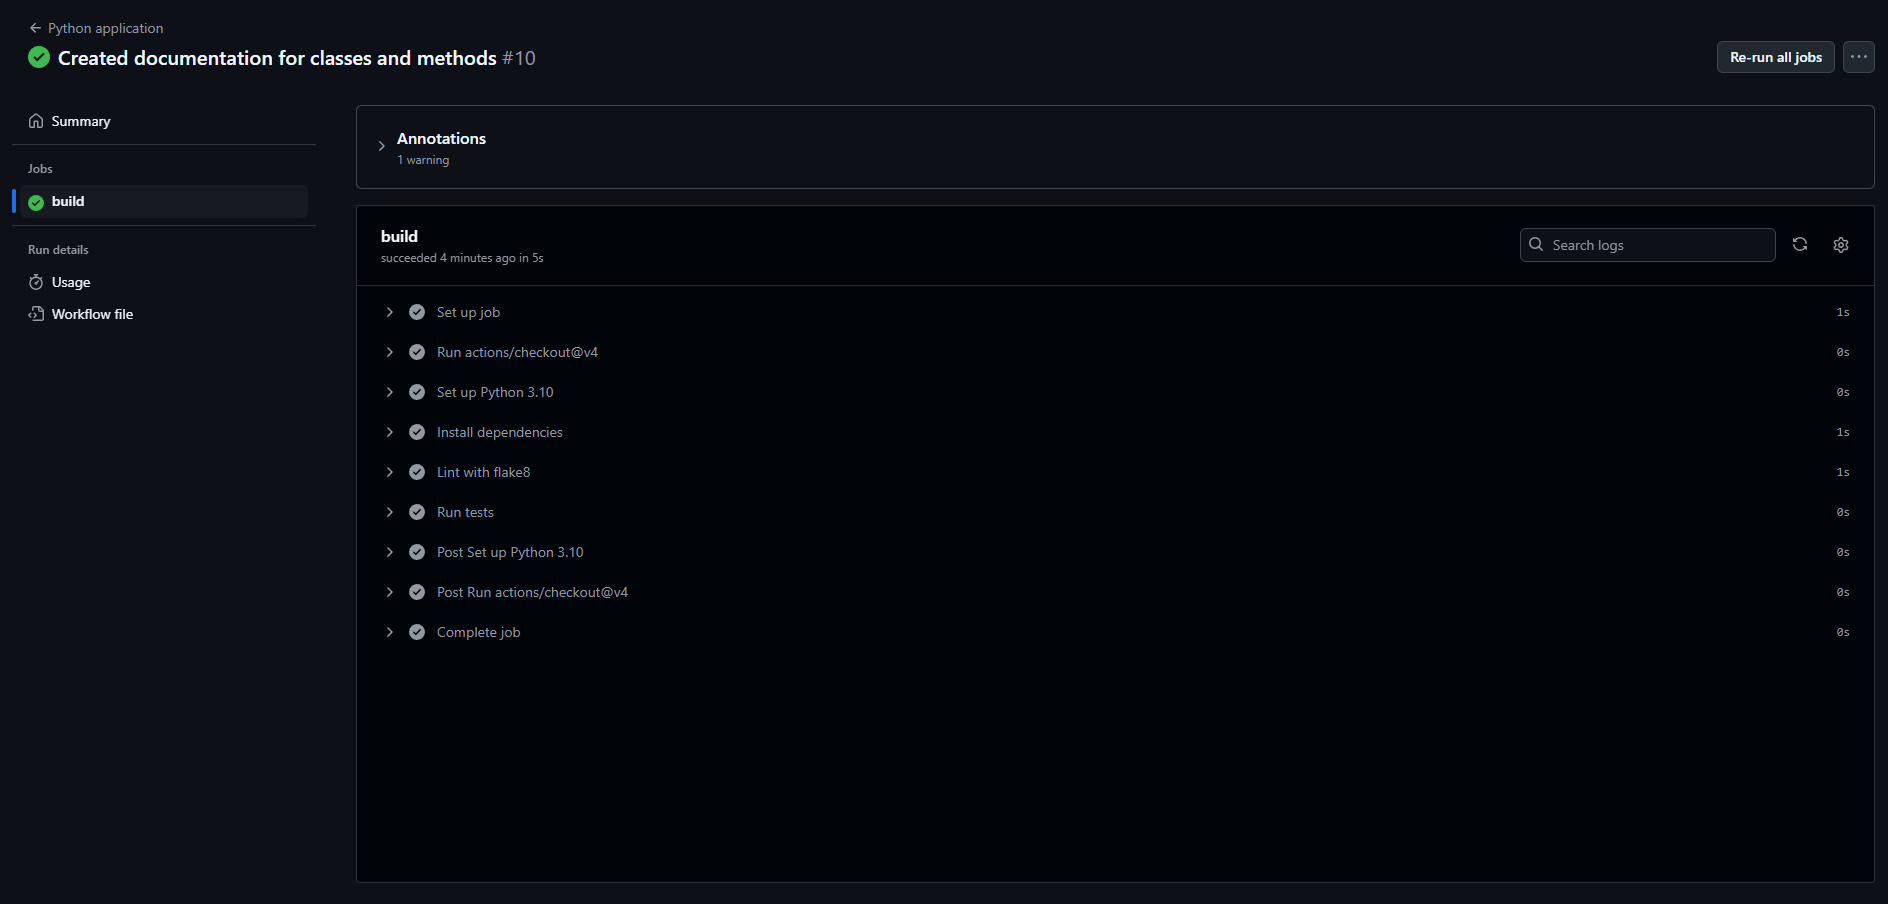 Python application
Created documentation for classes and methods #10
Re-run all jobs
Summary
Jobs
build
Run details
Usage
Workflow file
Annotations
1 warning
build
succeeded 4 minutes ago in 5s
Search logs
Set up job 1s
Run actions/checkout@v4 0s
Set up Python 3.10 0s
Install dependencies 1s
Lint with flake8 1s
Run tests 0s
Post Set up Python 3.10 0s
Post Run actions/checkout@v4 0s
Complete job 0s